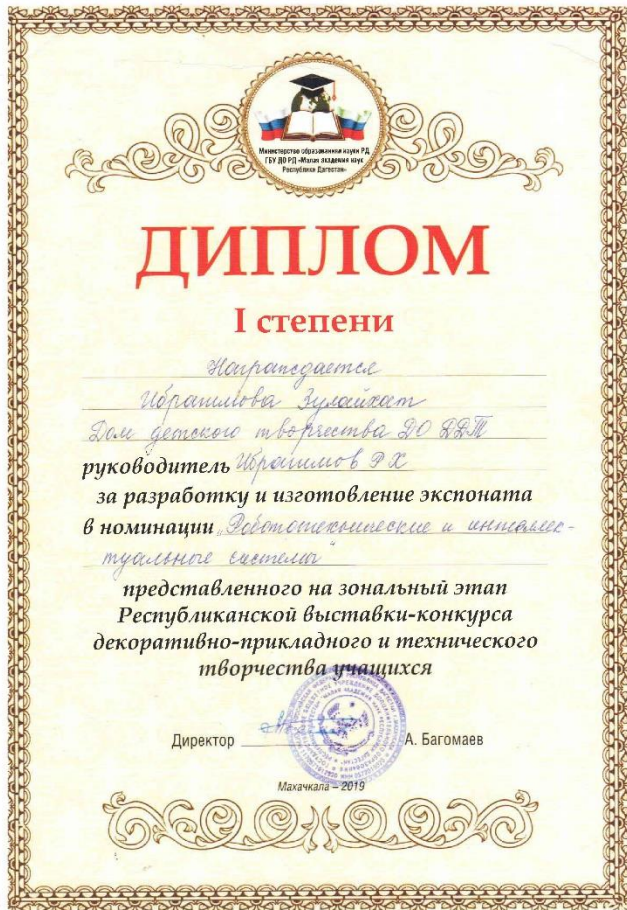 Министерство образования и науки РД
ГБУ ДО РД «Малая академия наук
Республики Дагестан»
ДИПЛОМ
I степени
Награждается
Ибрагимова Зулайхат
Дом детского творчества ДО ДДТ
руководитель Ибрагимов Р Х
за разработку и изготовление экспоната
в номинации „Робототехнические и интеллек-
туальные системы"
представленного на зональный этап
Республиканской выставки-конкурса
декоративно-прикладного и технического
творчества учащихся
Директор А. Багомаев
Махачкала – 2019